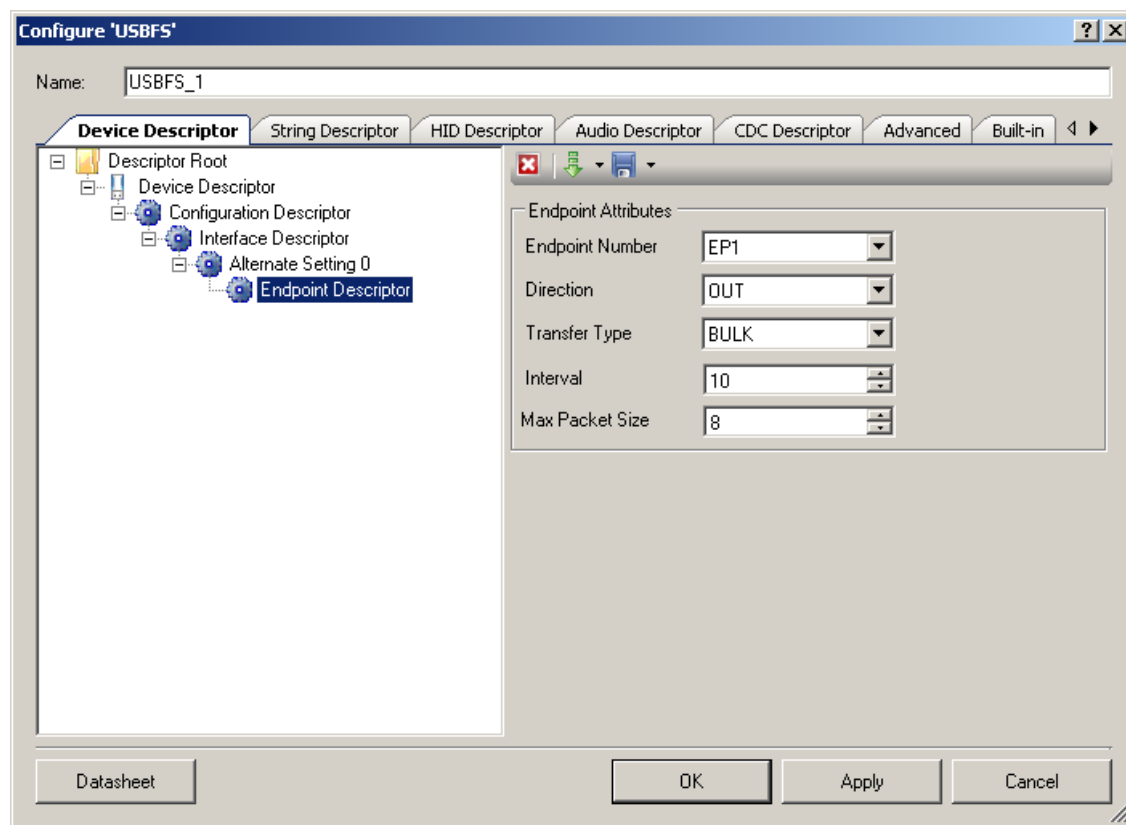 Configure 'USBFS'
Name: USBFS_1
Device Descriptor String Descriptor HID Descriptor Audio Descriptor CDC Descriptor Advanced Built-in
Descriptor Root
Device Descriptor
Configuration Descriptor
Interface Descriptor
Alternate Setting 0
Endpoint Descriptor
Endpoint Attributes
Endpoint Number EP1
Direction OUT
Transfer Type BULK
Interval 10
Max Packet Size 8
Datasheet OK Apply Cancel